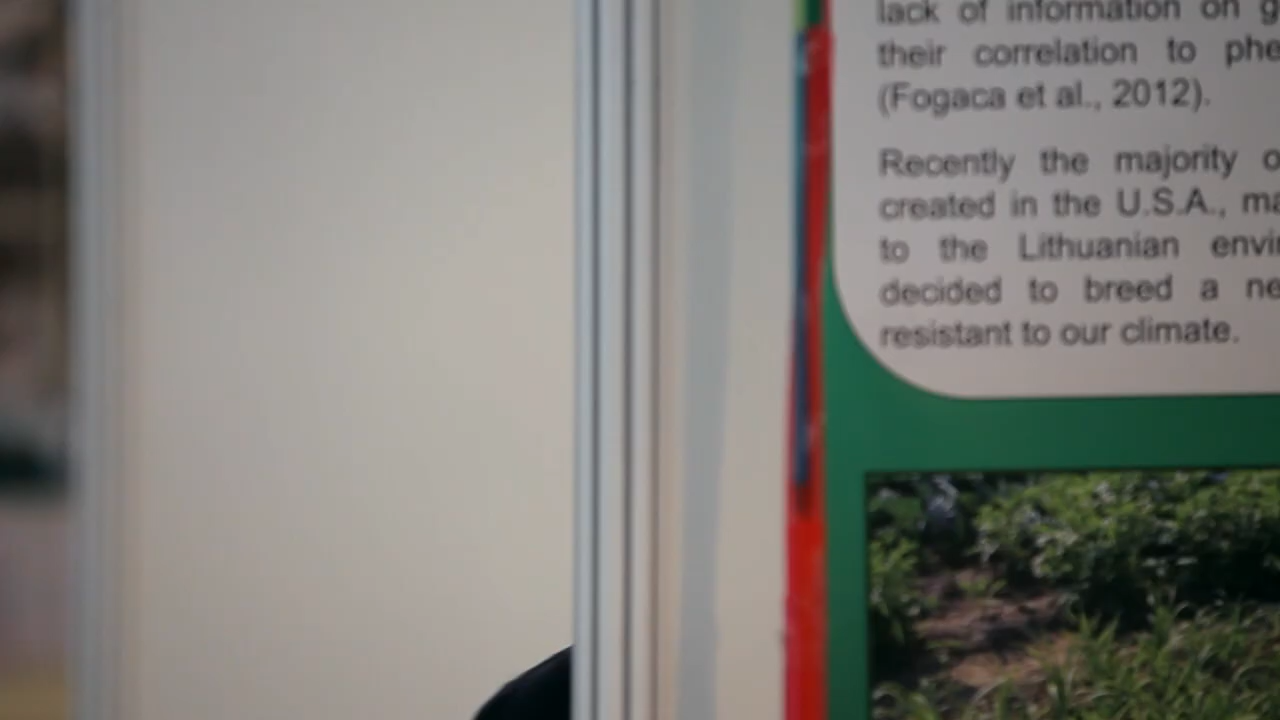 lack of information on
their correlation to
(Fogaca et al., 2012).
Recently the majority
created in the U.S.A.,
to the Lithuanian
decided to breed a
resistant to our climate.